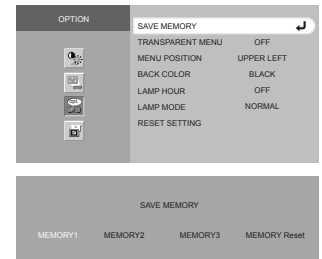 OPTION
SAVE MEMORY
TRANSPARENT MENU OFF
MENU POSITION UPPER LEFT
BACK COLOR BLACK
LAMP HOUR OFF
LAMP MODE NORMAL
RESET SETTING
opt.
SAVE MEMORY
MEMORY1 MEMORY2 MEMORY3 MEMORY Reset